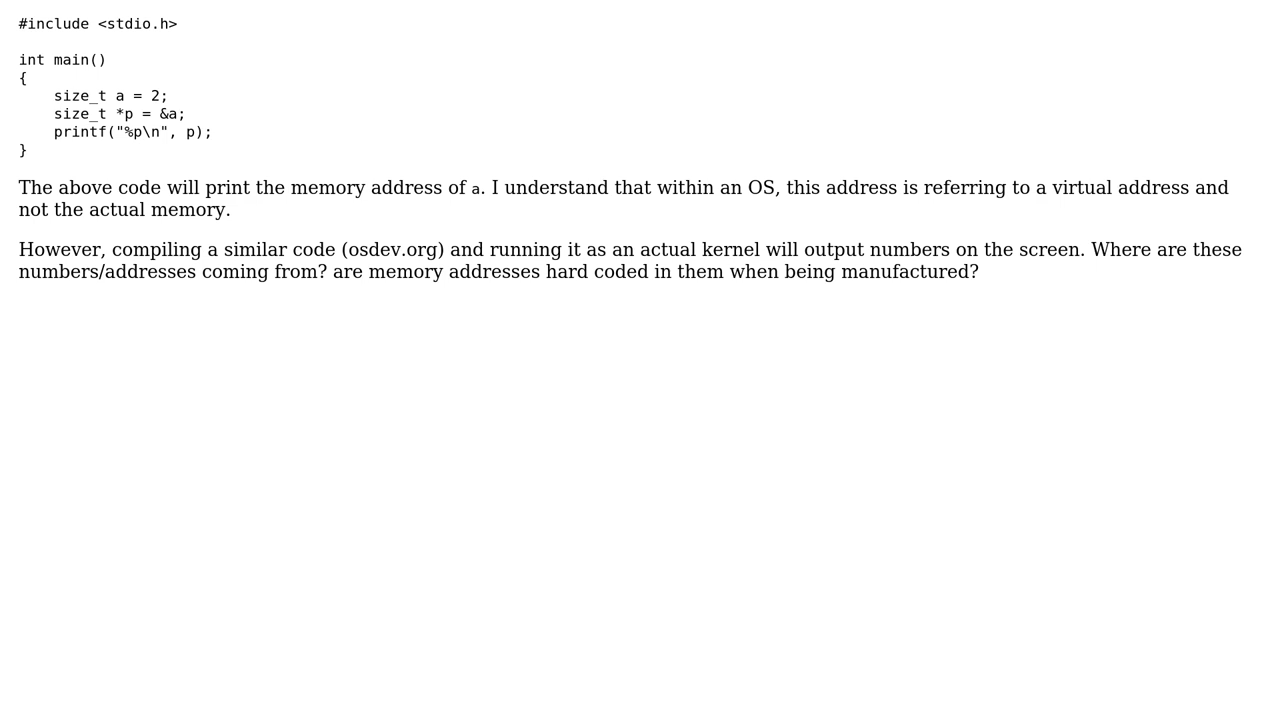 #include <stdio.h>
int main()
{
    size_t a = 2;
    size_t *p = &a;
    printf("%p\n", p);
}
The above code will print the memory address of a. I understand that within an OS, this address is referring to a virtual address and
not the actual memory.
However, compiling a similar code (osdev.org) and running it as an actual kernel will output numbers on the screen. Where are these
numbers/addresses coming from? are memory addresses hard coded in them when being manufactured?